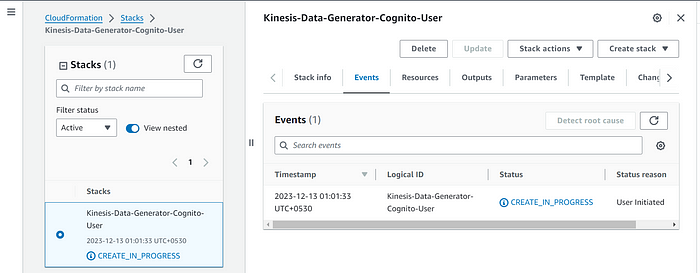 CloudFormation > Stacks >
Kinesis-Data-Generator-Cognito-User
Stacks (1)
Filter by stack name
Filter status
Active
View nested
1
Stacks
Kinesis-Data-Generator-Cognito-
User
2023-12-13 01:01:33 UTC+0530
CREATE_IN_PROGRESS
Kinesis-Data-Generator-Cognito-User
Delete Update Stack actions Create stack
Stack info Events Resources Outputs Parameters Template Chang
Events (1) Detect root cause
Search events
Timestamp Logical ID Status Status reason
2023-12-13 01:01:33 Kinesis-Data-Generator- CREATE_IN_PROGRESS User Initiated
UTC+0530 Cognito-User